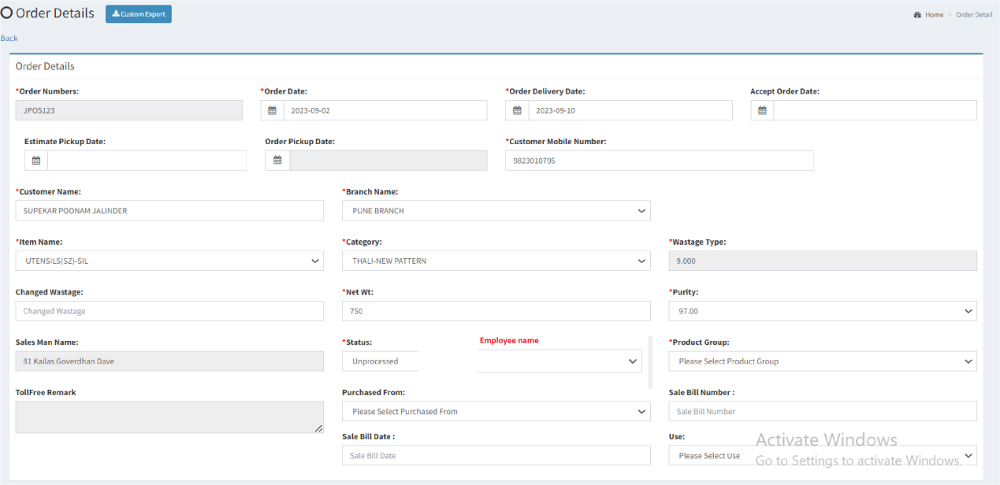 Order Details
Custom Export
Home > Order Detail
Back
Order Details
*Order Numbers: *Order Date: *Order Delivery Date: Accept Order Date:
JPOS123 2023-09-02 2023-09-10
Estimate Pickup Date: Order Pickup Date: *Customer Mobile Number:
9823010795
*Customer Name: *Branch Name:
SUPEKAR POONAM JALINDER PUNE BRANCH
*Item Name: *Category: *Wastage Type:
UTENSILS(SZ)-SIL THALI-NEW PATTERN 9.000
Changed Wastage: *Net Wt: *Purity:
Changed Wastage 750 97.00
Sales Man Name: *Status: Employee name *Product Group:
81 Kailas Goverdhan Dave Unprocessed Please Select Product Group
TollFree Remark Purchased From: Sale Bill Number :
Please Select Purchased From Sale Bill Number
Sale Bill Date : Use:
Sale Bill Date Please Select Use
Activate Windows
Go to Settings to activate Windows.